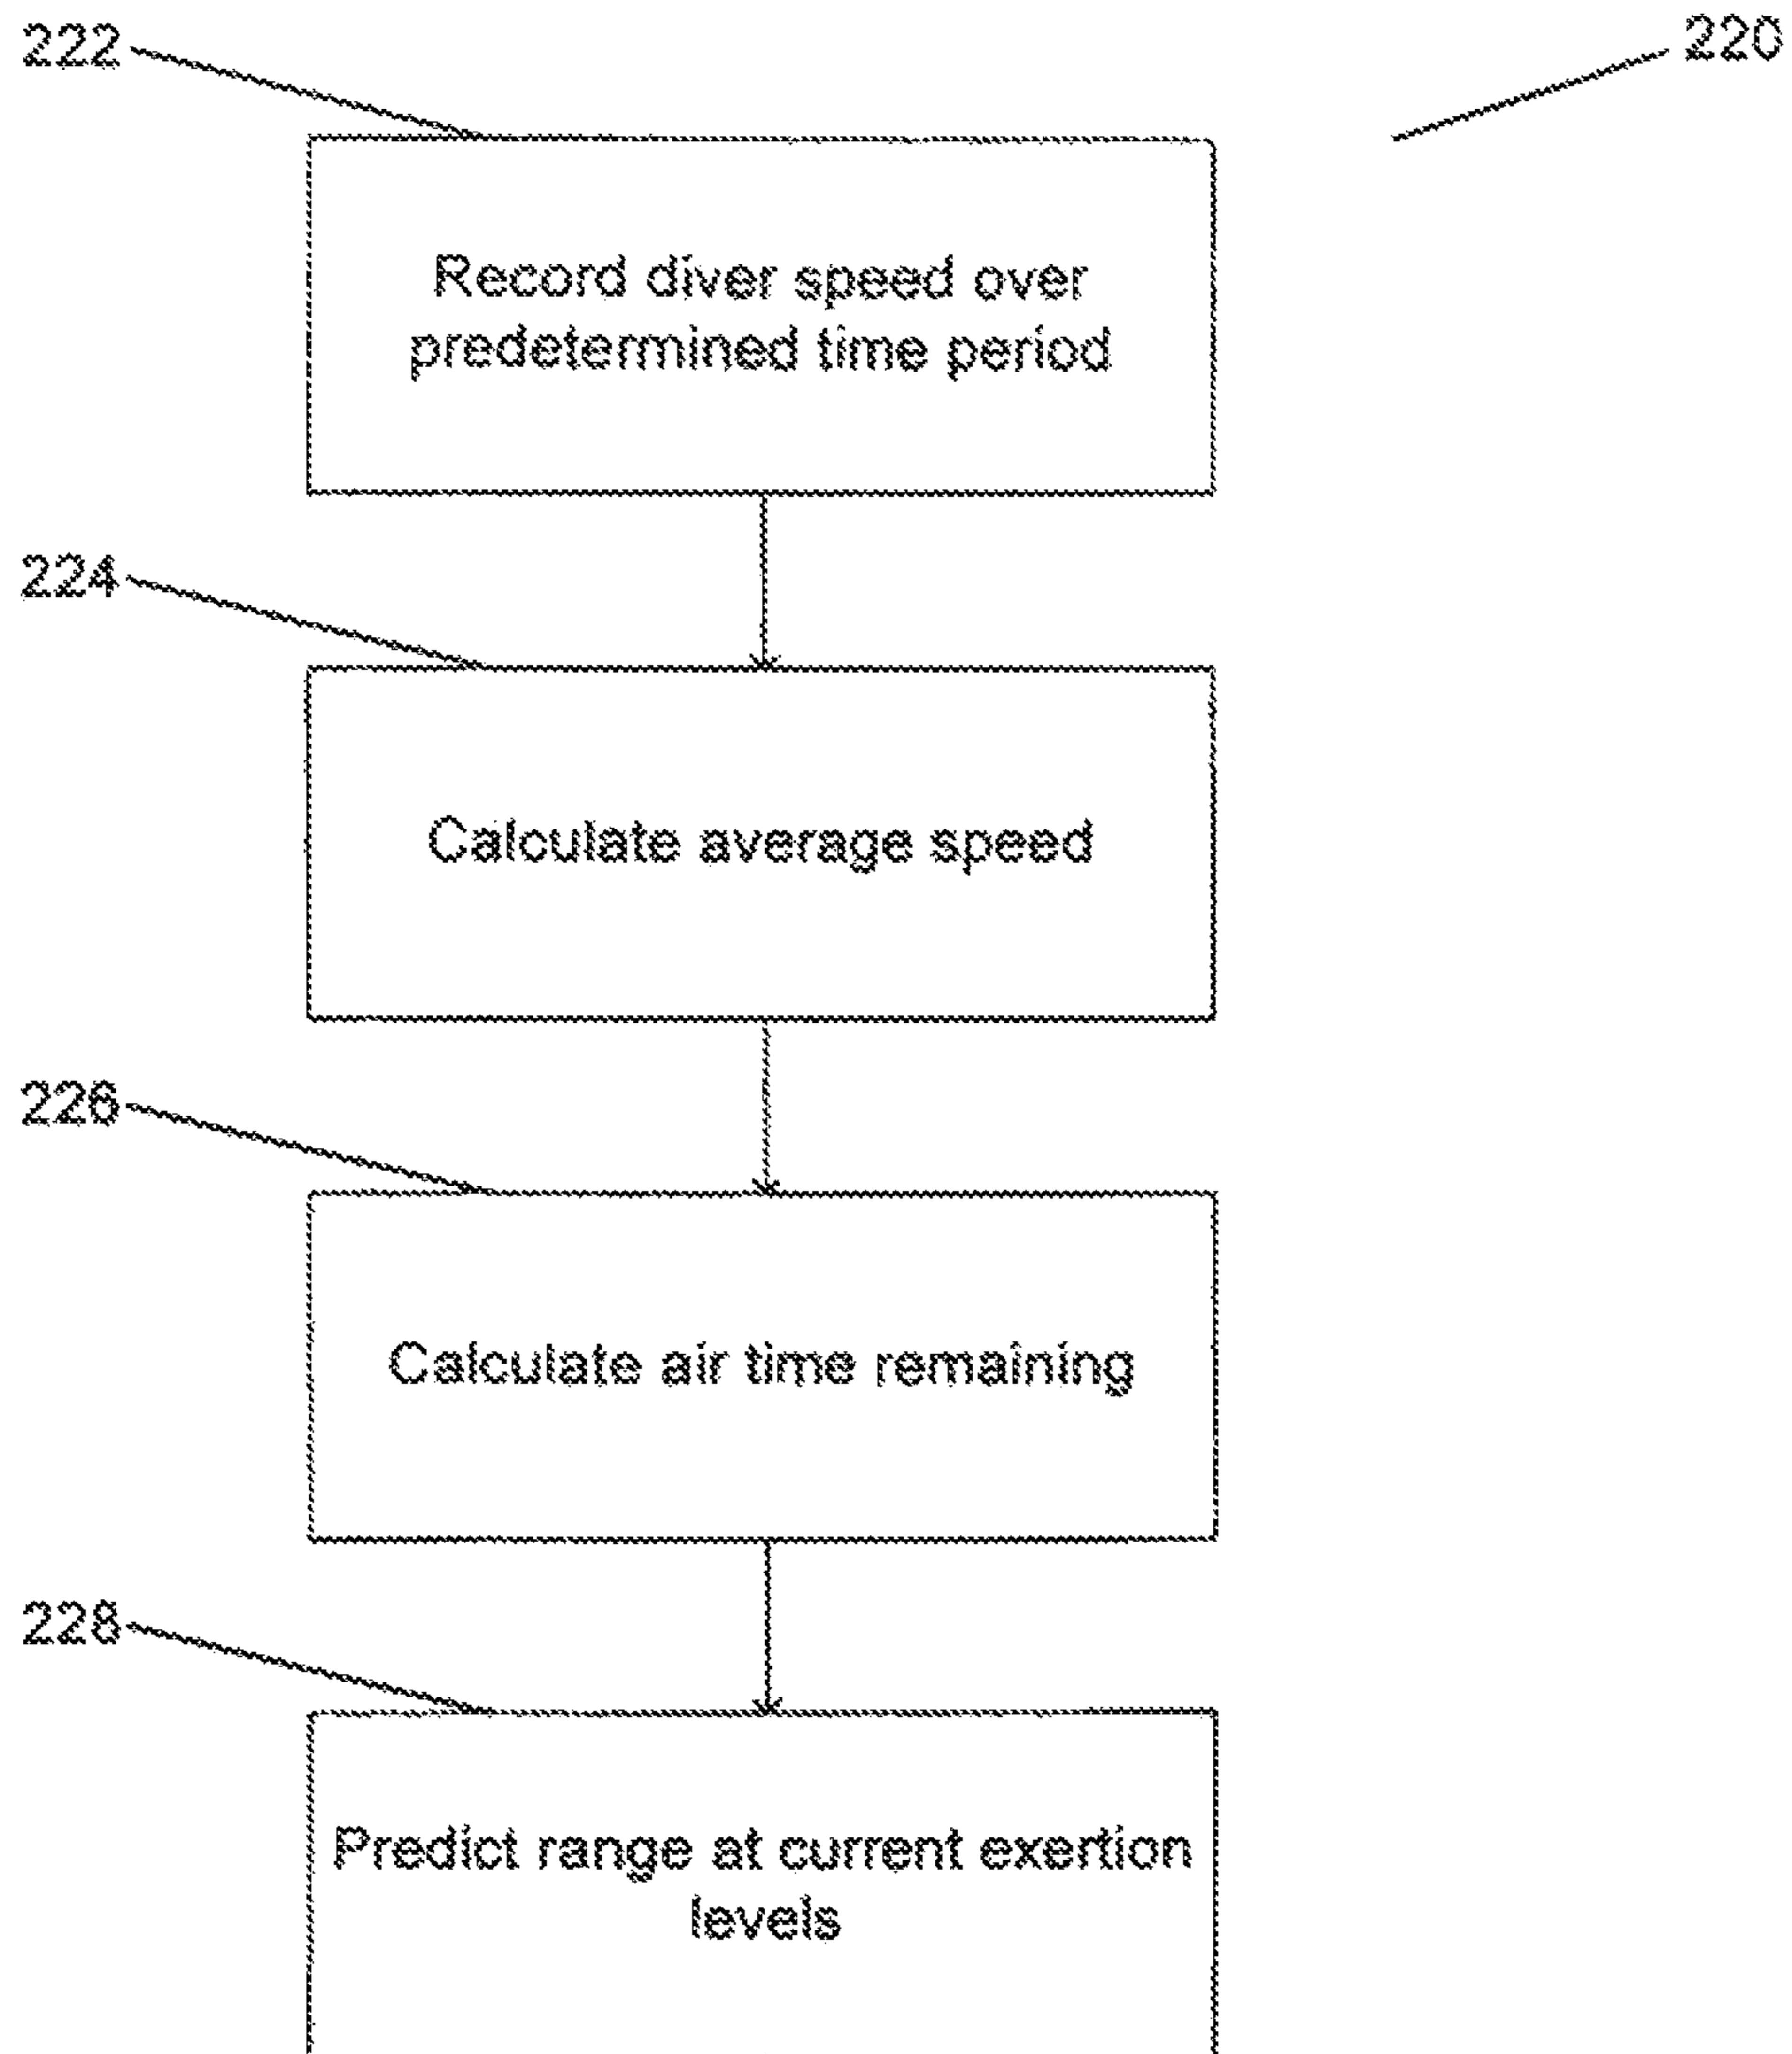 222
220
Record diver speed over
predetermined time period
224
Calculate average speed
226
Calculate air time remaining
228
Predict range at current exertion
levels